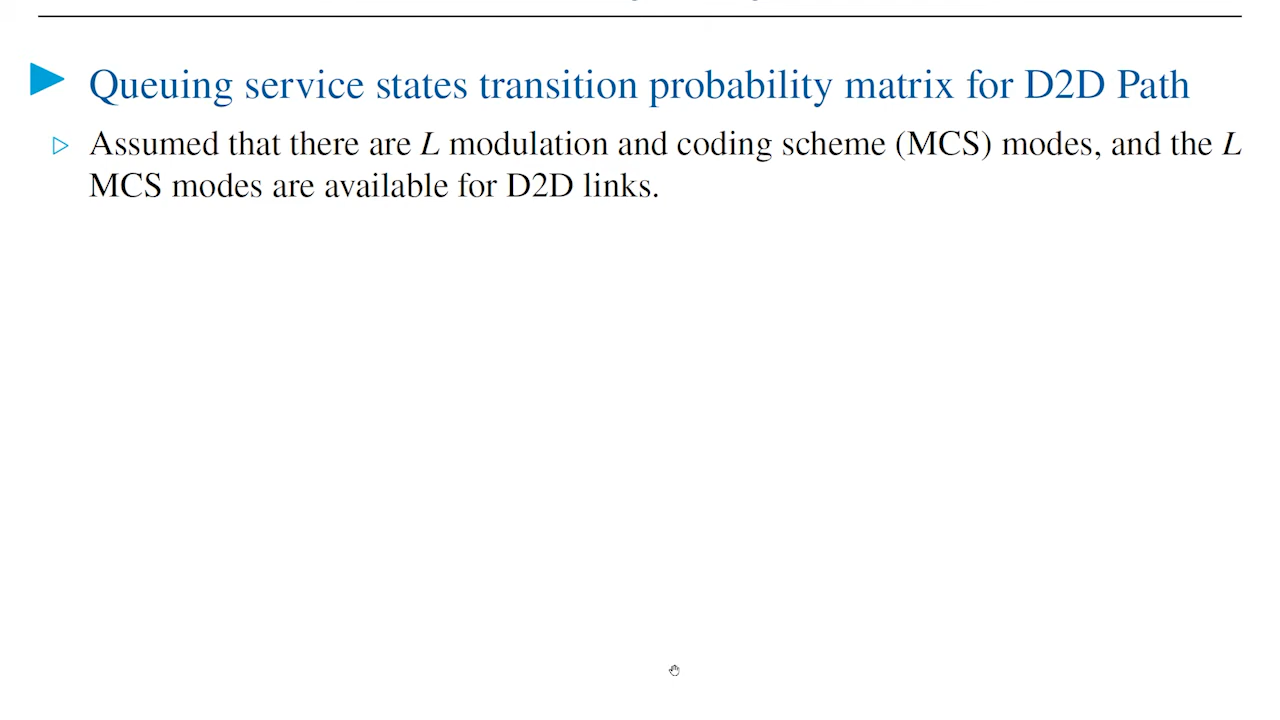 Queuing service states transition probability matrix for D2D Path
Assumed that there are L modulation and coding scheme (MCS) modes, and the L
MCS modes are available for D2D links.